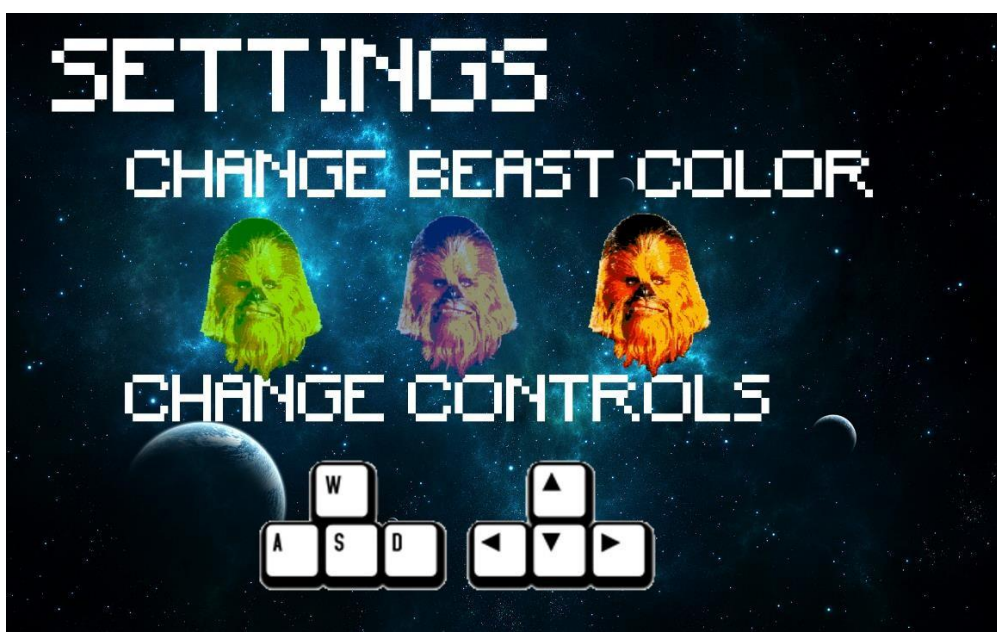 SETTINGS
CHANGE BEAST COLOR
CHANGE CONTROLS
W
A S D